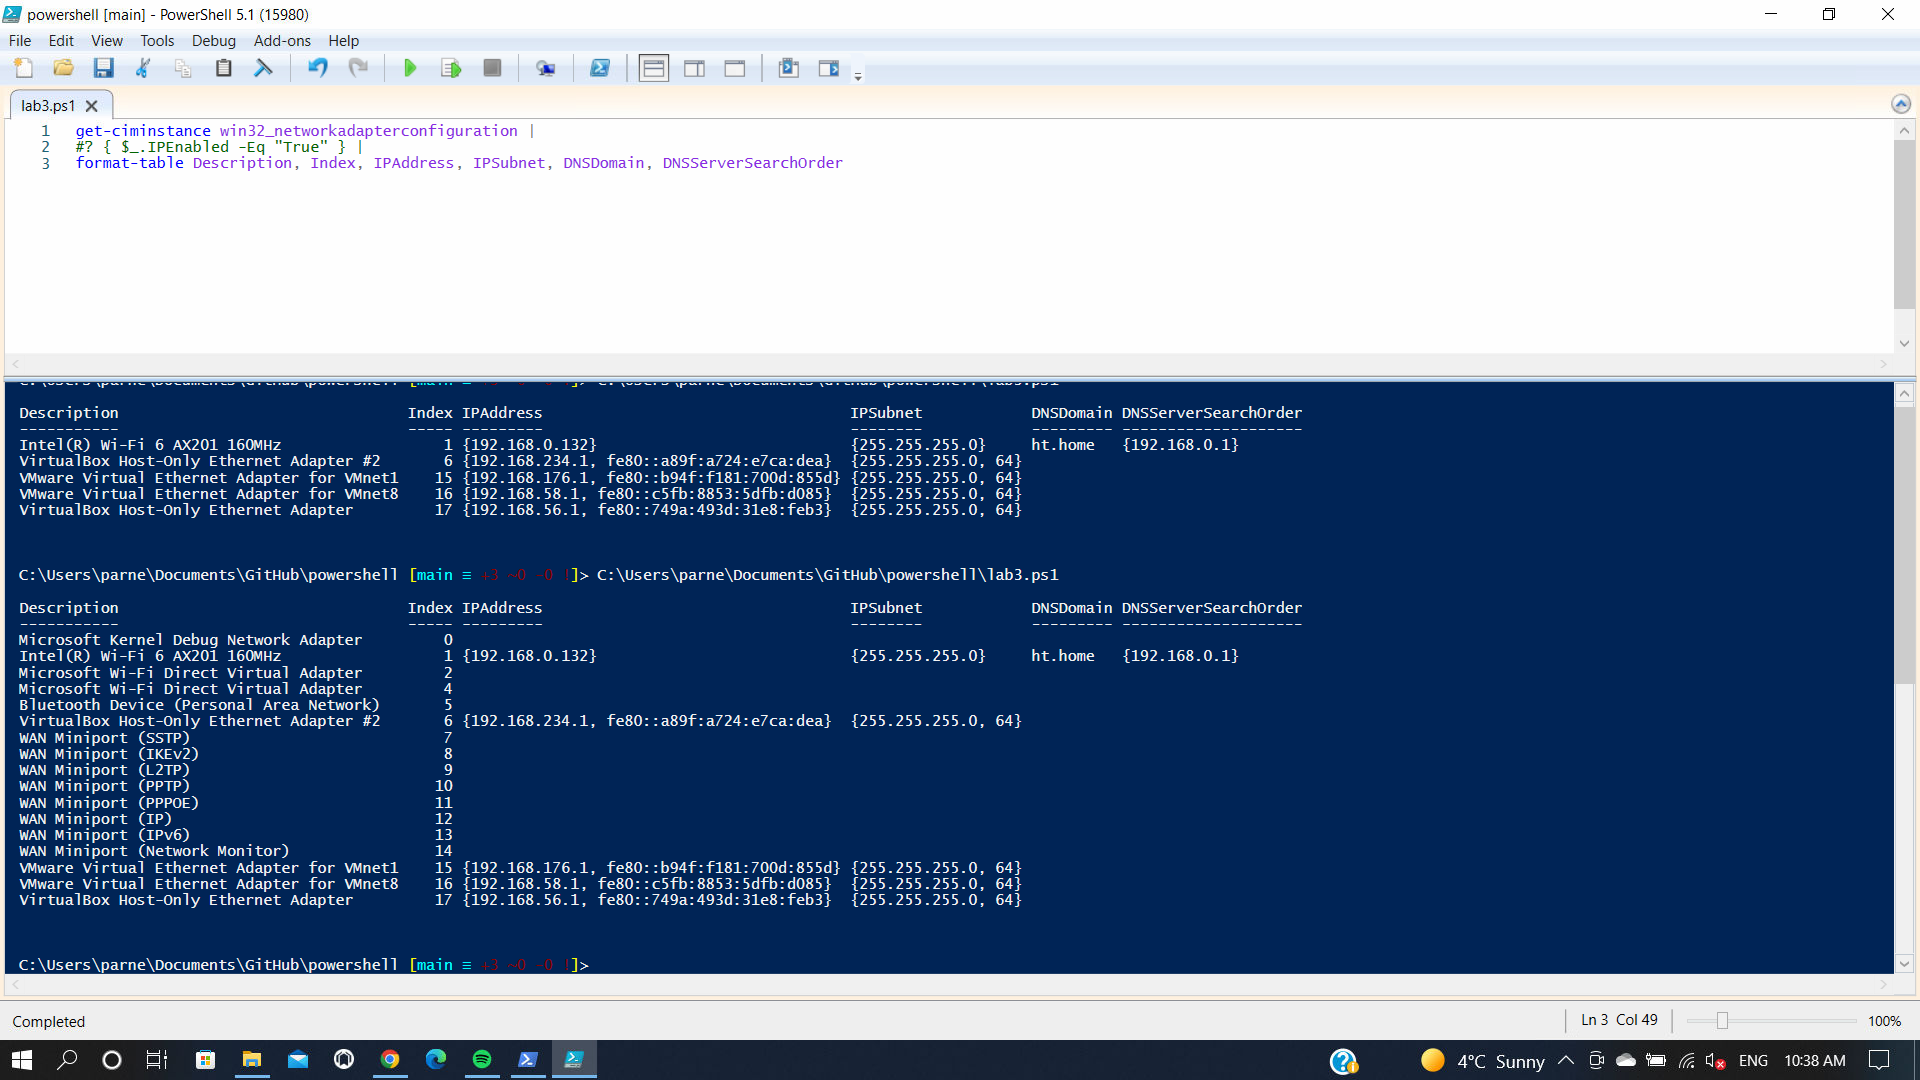 powershell [main] - PowerShell 5.1 (15980)
File Edit View Tools Debug Add-ons Help
lab3.ps1
1 get-ciminstance win32_networkadapterconfiguration |
2 #? { $_.IPEnabled -Eq "True" } |
3 format-table Description, Index, IPAddress, IPSubnet, DNSDomain, DNSServerSearchOrder
C:\Users\parne\Documents\GitHub\powershell [main ≡ +3 ~0 -0 !]> C:\Users\parne\Documents\GitHub\powershell\lab3.ps1
Description Index IPAddress IPSubnet DNSDomain DNSServerSearchOrder
----------- ----- --------- -------- --------- --------------------
Intel(R) Wi-Fi 6 AX201 160MHz 1 {192.168.0.132} {255.255.255.0} ht.home {192.168.0.1}
VirtualBox Host-Only Ethernet Adapter #2 6 {192.168.234.1, fe80::a89f:a724:e7ca:dea} {255.255.255.0, 64}
VMware Virtual Ethernet Adapter for VMnet1 15 {192.168.176.1, fe80::b94f:f181:700d:855d} {255.255.255.0, 64}
VMware Virtual Ethernet Adapter for VMnet8 16 {192.168.58.1, fe80::c5fb:8853:5dfb:d085} {255.255.255.0, 64}
VirtualBox Host-Only Ethernet Adapter 17 {192.168.56.1, fe80::749a:493d:31e8:feb3} {255.255.255.0, 64}
C:\Users\parne\Documents\GitHub\powershell [main ≡ +3 ~0 -0 !]> C:\Users\parne\Documents\GitHub\powershell\lab3.ps1
Description Index IPAddress IPSubnet DNSDomain DNSServerSearchOrder
----------- ----- --------- -------- --------- --------------------
Microsoft Kernel Debug Network Adapter 0
Intel(R) Wi-Fi 6 AX201 160MHz 1 {192.168.0.132} {255.255.255.0} ht.home {192.168.0.1}
Microsoft Wi-Fi Direct Virtual Adapter 2
Microsoft Wi-Fi Direct Virtual Adapter 4
Bluetooth Device (Personal Area Network) 5
VirtualBox Host-Only Ethernet Adapter #2 6 {192.168.234.1, fe80::a89f:a724:e7ca:dea} {255.255.255.0, 64}
WAN Miniport (SSTP) 7
WAN Miniport (IKEv2) 8
WAN Miniport (L2TP) 9
WAN Miniport (PPTP) 10
WAN Miniport (PPPOE) 11
WAN Miniport (IP) 12
WAN Miniport (IPv6) 13
WAN Miniport (Network Monitor) 14
VMware Virtual Ethernet Adapter for VMnet1 15 {192.168.176.1, fe80::b94f:f181:700d:855d} {255.255.255.0, 64}
VMware Virtual Ethernet Adapter for VMnet8 16 {192.168.58.1, fe80::c5fb:8853:5dfb:d085} {255.255.255.0, 64}
VirtualBox Host-Only Ethernet Adapter 17 {192.168.56.1, fe80::749a:493d:31e8:feb3} {255.255.255.0, 64}
C:\Users\parne\Documents\GitHub\powershell [main ≡ +3 ~0 -0 !]>
Completed Ln 3 Col 49 100%
4°C Sunny ENG 10:38 AM